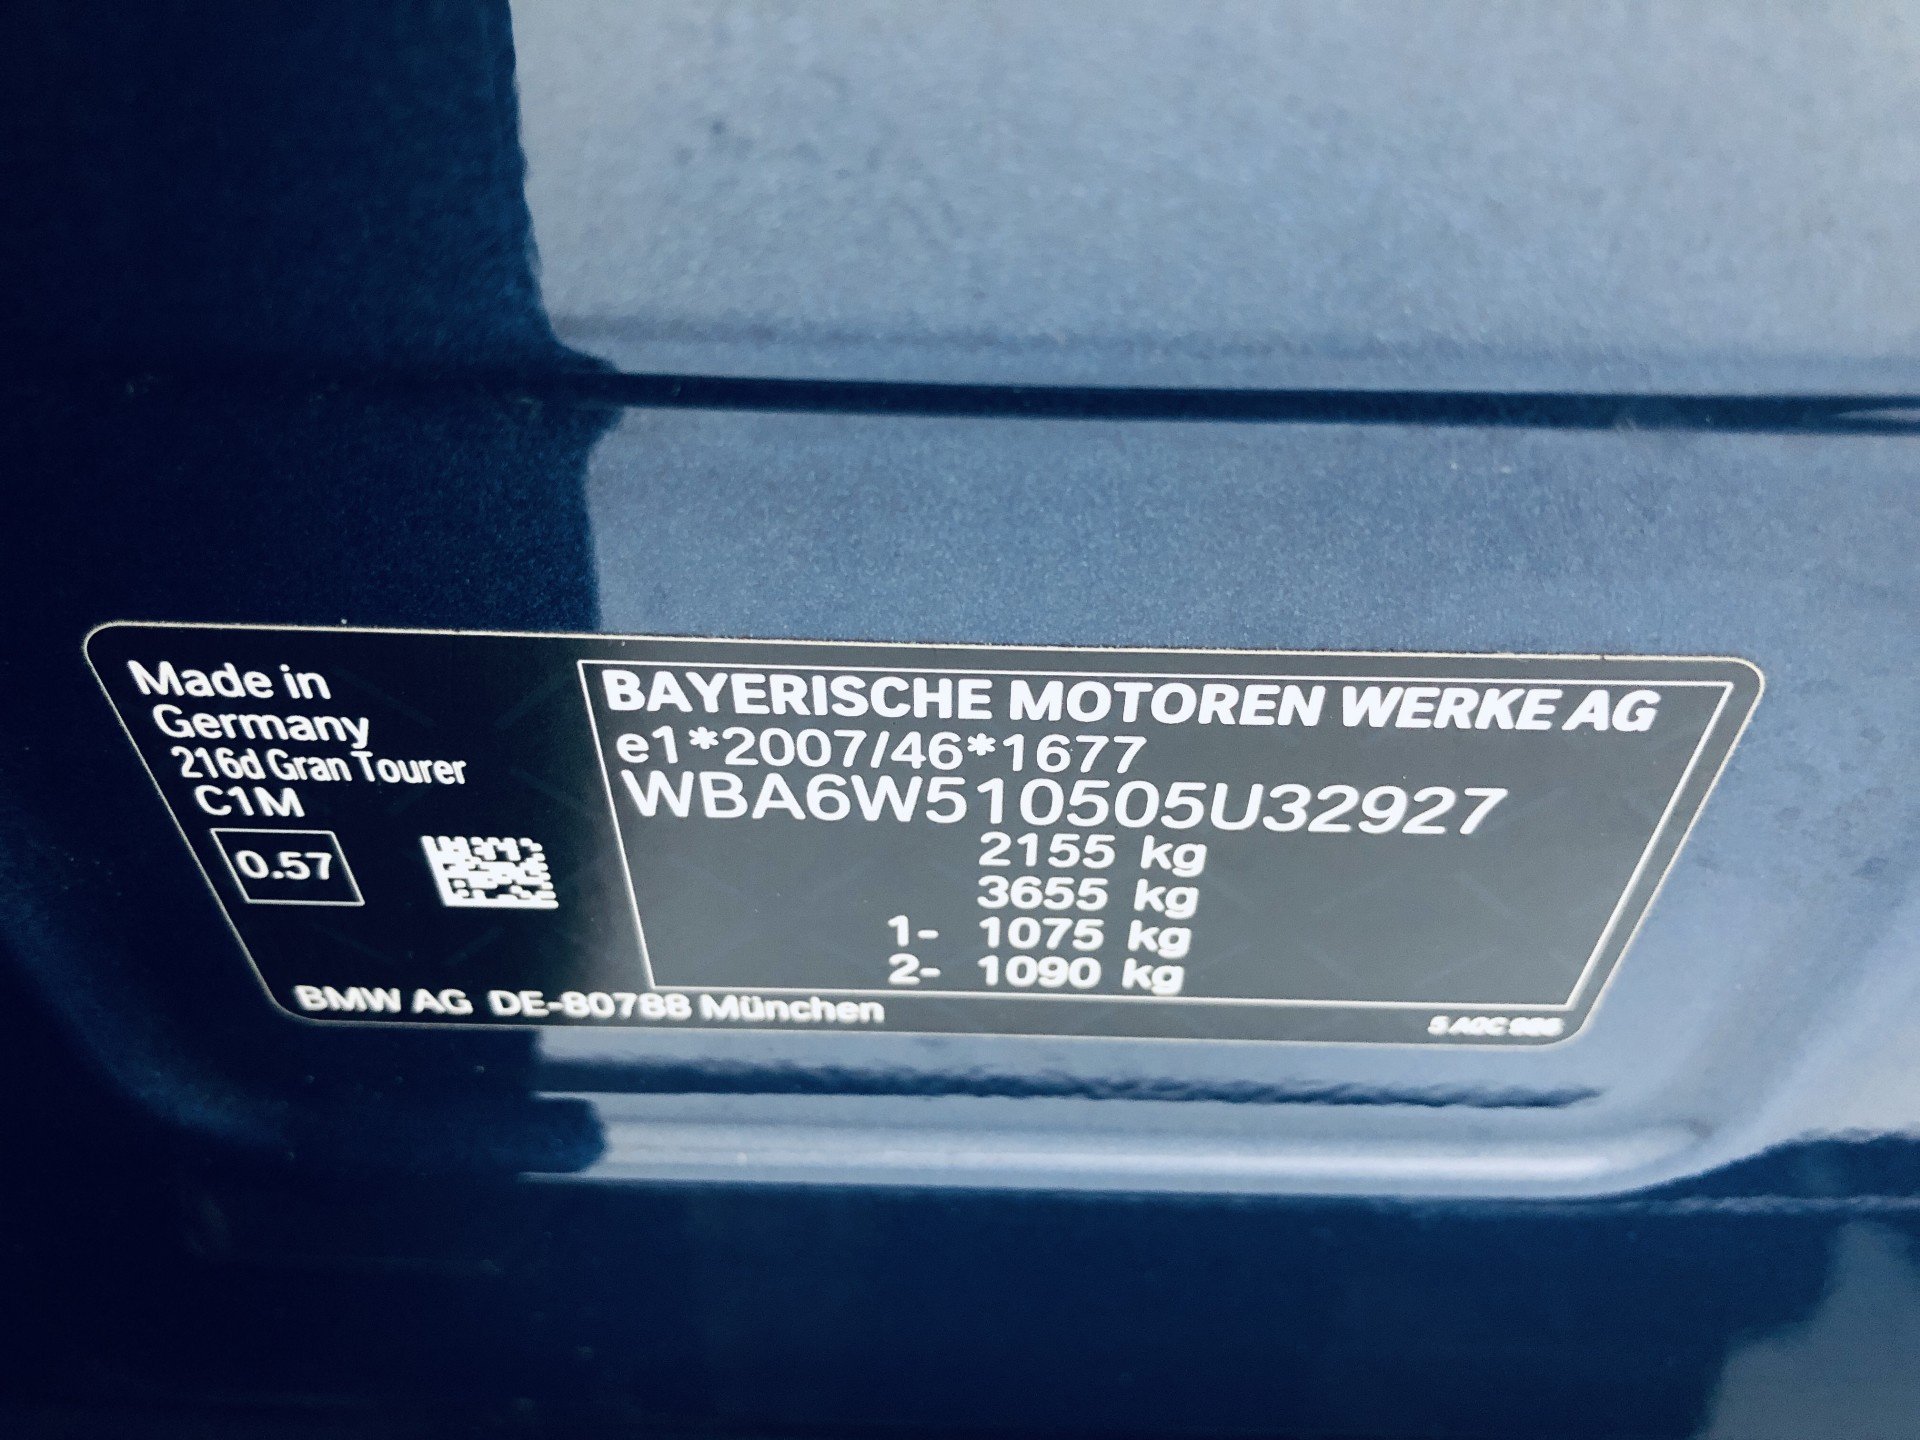 Made in
Germany
216d Gran Tourer
C1M
0.57
BAYERISCHE MOTOREN WERKE AG
e1*2007/46*1677
WBA6W510505U32927
2155 kg
3655 kg
1- 1075 kg
2- 1090 kg
BMW AG DE-80788 München